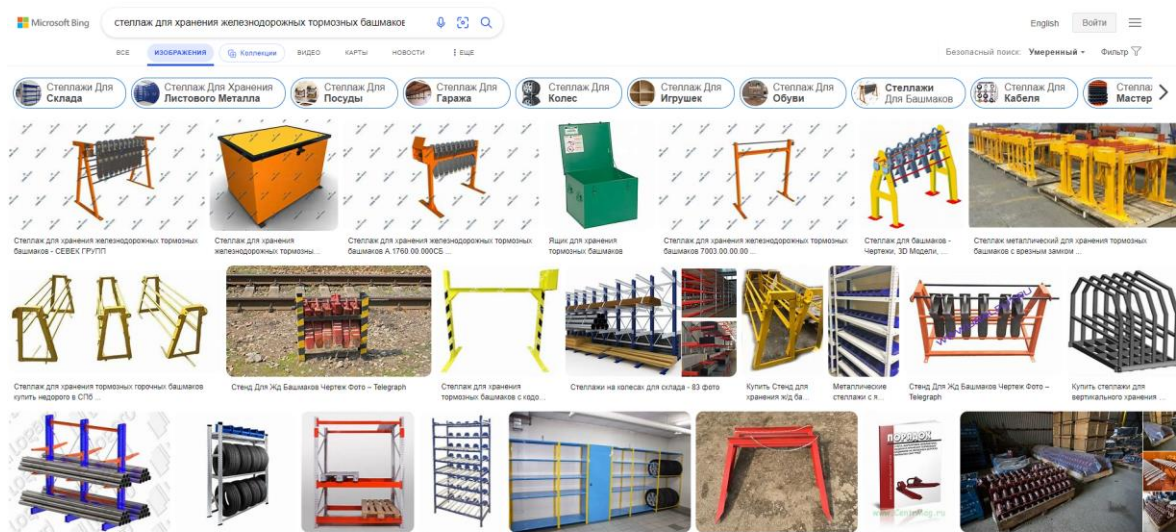 Microsoft Bing
стеллаж для хранения железнодорожных тормозных башмаков
English
Войти
ВСЕ
ИЗОБРАЖЕНИЯ
Коллекции
ВИДЕО
КАРТЫ
НОВОСТИ
ЕЩЕ
Безопасный поиск: Умеренный
Фильтр
Стеллажи Для
Склада
Стеллаж Для Хранения
Листового Металла
Стеллаж Для
Посуды
Стеллаж Для
Гаража
Стеллаж Для
Колес
Стеллаж Для
Игрушек
Стеллаж Для
Обуви
Стеллажи
Для Башмаков
Стеллаж Для
Кабеля
Стеллаж
Мастер
Стеллаж для хранения железнодорожных тормозных
башмаков - СЕВЕК ГРУПП
Стеллаж для хранения
железнодорожных тормозны...
Стеллаж для хранения железнодорожных тормозных
башмаков А.1760.00.000СБ ...
Ящик для хранения
тормозных башмаков
Стеллаж для хранения железнодорожных тормозных
башмаков 7003.00.00.00 ...
Стеллаж для башмаков -
Чертежи, 3D Модели, ...
Стеллаж металлический для хранения тормозных
башмаков с врезным замком ...
Стеллаж для хранения тормозных горочных башмаков
купить недорого в СПб ...
Стенд Для Жд Башмаков Чертеж Фото – Telegraph
Стеллаж для хранения
тормозных башмаков с кодо...
Стеллажи на колесах для склада - 83 фото
Купить Стенд для
хранения ж/д ба...
Металлические
стеллажи с я...
Стенд Для Жд Башмаков Чертеж Фото –
Telegraph
Купить стеллажи для
вертикального хранения ...
ПОРЯДОК